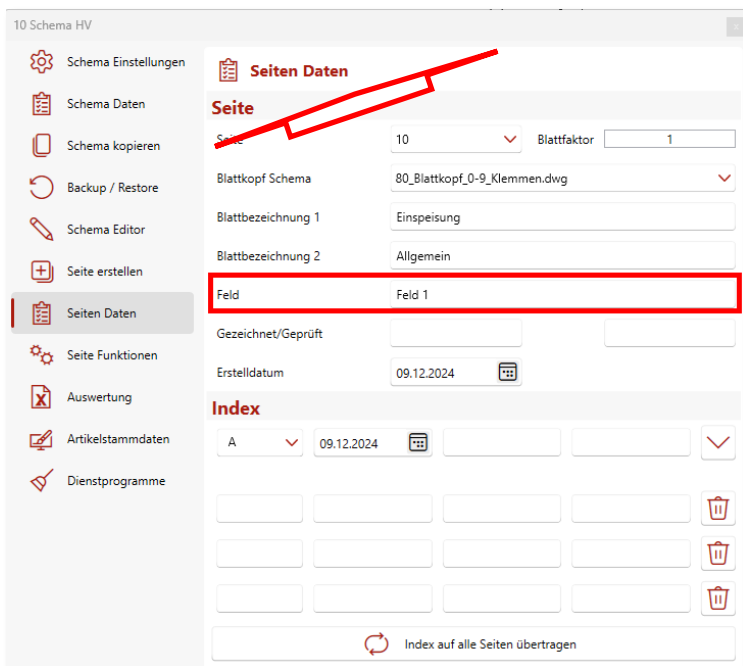 10 Schema HV
x
Schema Einstellungen
Schema Daten
Schema kopieren
Backup / Restore
Schema Editor
Seite erstellen
Seiten Daten
Seite Funktionen
Auswertung
Artikelstammdaten
Dienstprogramme
Seiten Daten
Seite
Seite 10 Blattfaktor 1
Blattkopf Schema 80_Blattkopf_0-9_Klemmen.dwg
Blattbezeichnung 1 Einspeisung
Blattbezeichnung 2 Allgemein
Feld Feld 1
Gezeichnet/Geprüft
Erstelldatum 09.12.2024
Index
A 09.12.2024
Index auf alle Seiten übertragen